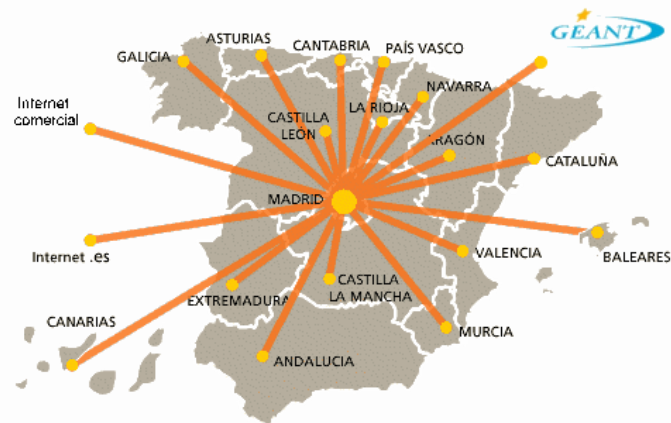 GEANT
ASTURIAS
CANTABRIA
PAÍS VASCO
GALICIA
NAVARRA
Internet
comercial
LA RIOJA
CASTILLA
LEÓN
ARAGÓN
CATALUÑA
MADRID
Internet .es
VALENCIA
BALEARES
CASTILLA
LA MANCHA
EXTREMADURA
CANARIAS
MURCIA
ANDALUCIA